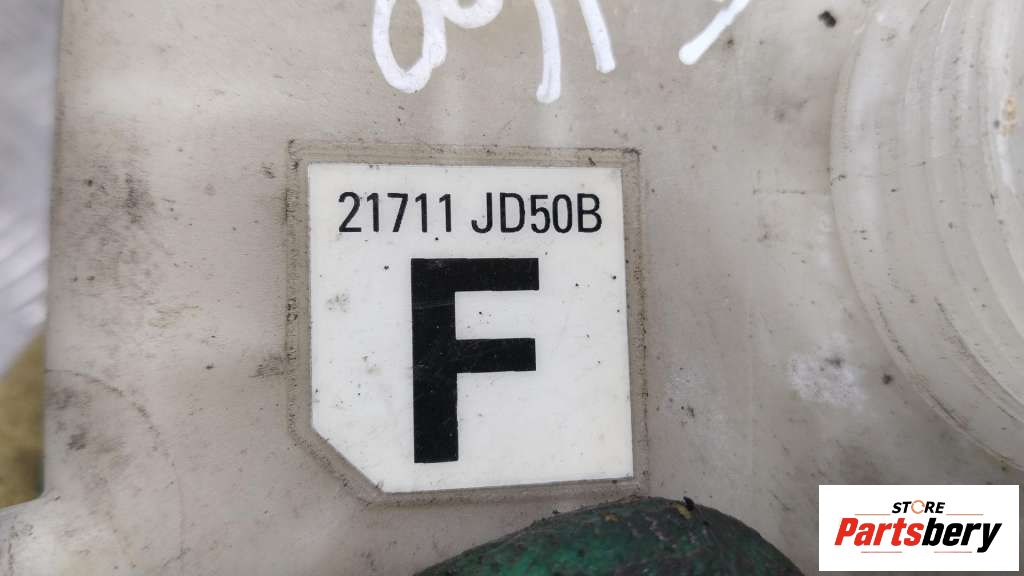 21711 JD50B
F
STORE
Partsbery